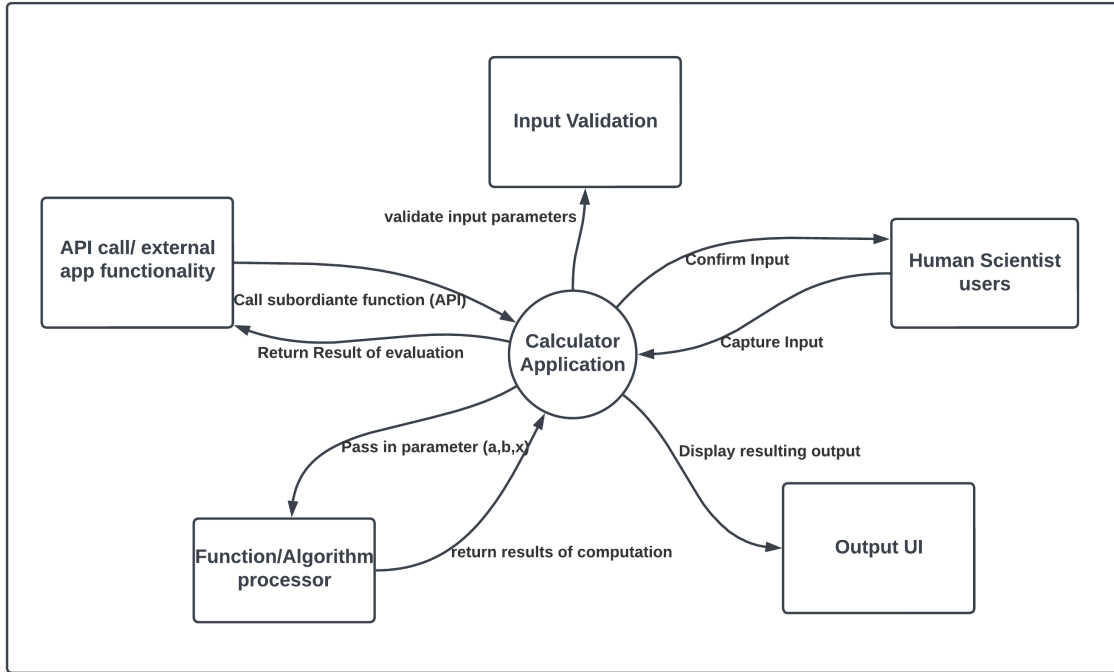 Input Validation
validate input parameters
API call/ external
app functionality
Human Scientist
users
Confirm Input
Call subordiante function (API)
Capture Input
Return Result of evaluation
Calculator
Application
Pass in parameter (a,b,x)
Display resulting output
Function/Algorithm
processor
return results of computation
Output UI